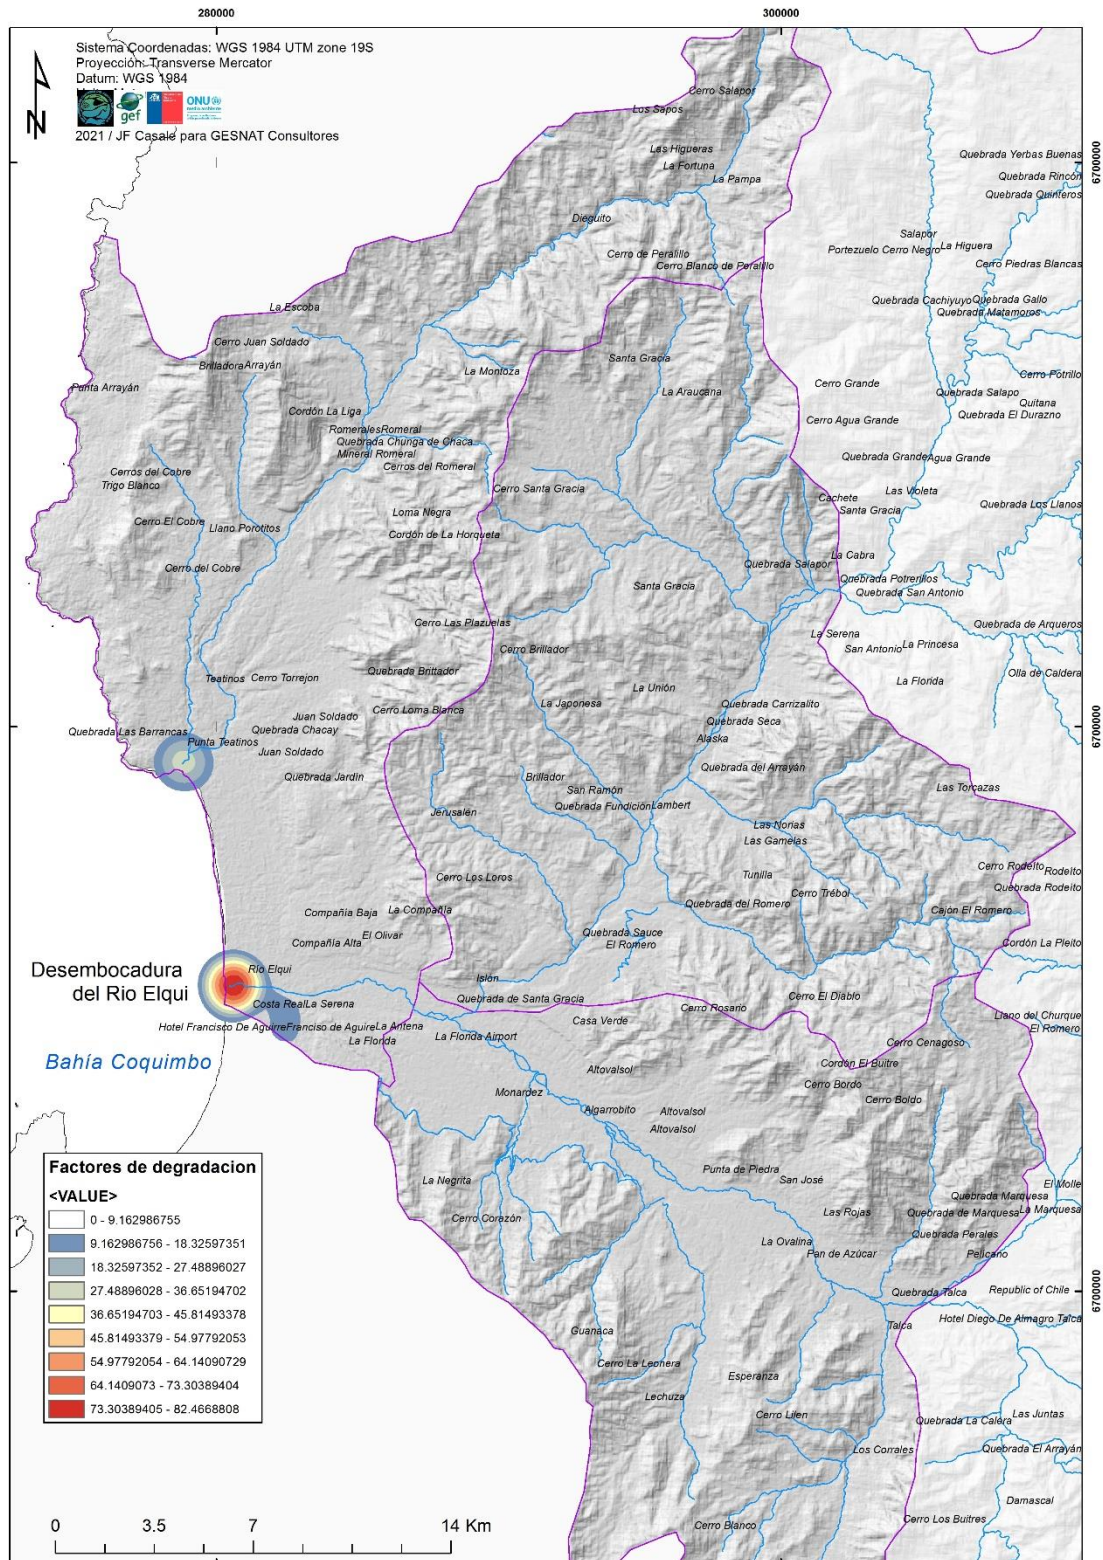 280000
300000
Sistema Coordenadas: WGS 1984 UTM zone 19S
Proyección: Transverse Mercator
Datum: WGS 1984
gef
ONU
2021 / JF Casale para GESNAT Consultores
Cerro Salapor
Los Sapos
Las Higueras
La Fortuna
La Pampa
Quebrada Yerbas Buenas
6700000
Quebrada Rincón
Quebrada Quinteros
Dieguito
Salapor
Portezuelo Cerro Negro
La Higuera
Cerro de Peralillo
Cerro Blanco de Peralillo
Cerro Piedras Blancas
La Escoba
Quebrada Cachiyuyo
Quebrada Gallo
Quebrada Matamoros
Cerro Juan Soldado
Brilladora
Arrayán
Santa Gracia
La Montoza
Punta Arrayán
Cerro Grande
Cerro Potrillo
La Araucana
Quebrada Salapo
Quitana
Cordón La Liga
Cerro Agua Grande
Quebrada El Durazno
Romerales
Romeral
Quebrada Chunga de Chaca
Mineral Romeral
Cerros del Romeral
Quebrada Grande
Agua Grande
Cerros del Cobre
Trigo Blanco
Cerro Santa Gracia
Cachete
Las Violeta
Santa Gracia
Quebrada Los Llanos
Cerro El Cobre
Llano Porotitos
Loma Negra
Cordón de La Horqueta
Cerro del Cobre
La Cabra
Quebrada Salapor
Santa Gracia
Quebrada Potrerillos
Quebrada San Antonio
Cerro Las Plazuelas
Quebrada de Arqueros
La Serena
San Antonio
La Princesa
Cerro Brillador
Quebrada Brittador
Olla de Caldera
La Florida
Teatinos
Cerro Torrejon
La Unión
La Japonesa
Quebrada Carrizalito
Cerro Loma Blanca
Juan Soldado
Quebrada Seca
6700000
Quebrada Las Barrancas
Quebrada Chacay
Punta Teatinos
Alaska
Juan Soldado
Quebrada del Arrayán
Quebrada Jardin
Brillador
San Ramón
Las Torcazas
Jerusalén
Quebrada Fundición
Lambert
Las Norias
Las Gamelas
Cerro Los Loros
Tunilla
Cerro Rodeito
Rodeito
Cerro Trébol
Quebrada Rodeito
Compañia Baja
La Compañía
Quebrada del Romero
Cajón El Romero
El Olivar
Compañia Alta
Quebrada Sauce
El Romero
Cordón La Pleito
Desembocadura
del Rio Elqui
Río Elqui
Islón
Costa Real
La Serena
Quebrada de Santa Gracia
Cerro El Diablo
Cerro Rosario
Hotel Francisco De Aguirre
Franciso de Aguire
La Antena
La Florida
La Florida Airport
Casa Verde
Llano del Churque
El Romero
Cerro Cenagoso
Bahía Coquimbo
Altovalsol
Cordón El Buitre
Cerro Bordo
Cerro Boldo
Monardez
Algarrobito
Altovalsol
Altovalsol
Factores de degradacion
<VALUE>
0 - 9.162986755
9.162986756 - 18.32597351
18.32597352 - 27.48896027
27.48896028 - 36.65194702
36.65194703 - 45.81493378
45.81493379 - 54.97792053
54.97792054 - 64.14090729
64.1409073 - 73.30389404
73.30389405 - 82.4668808
La Negrita
Punta de Piedra
San José
El Molle
Quebrada Marquesa
La Marquesa
Quebrada de Marquesa
Cerro Corazón
Las Rojas
Quebrada Perales
La Ovalina
Pan de Azúcar
Pelicano
Quebrada Talca
Republic of Chile
6700000
Hotel Diego De Almagro Talca
Talca
Guanaca
Cerro La Leonera
Esperanza
Lechuza
Cerro Lilen
Las Juntas
Quebrada La Calera
Los Corrales
Quebrada El Arrayán
Damascal
Cerro Blanco
Cerro Los Buitres
0
3.5
7
14 Km
N